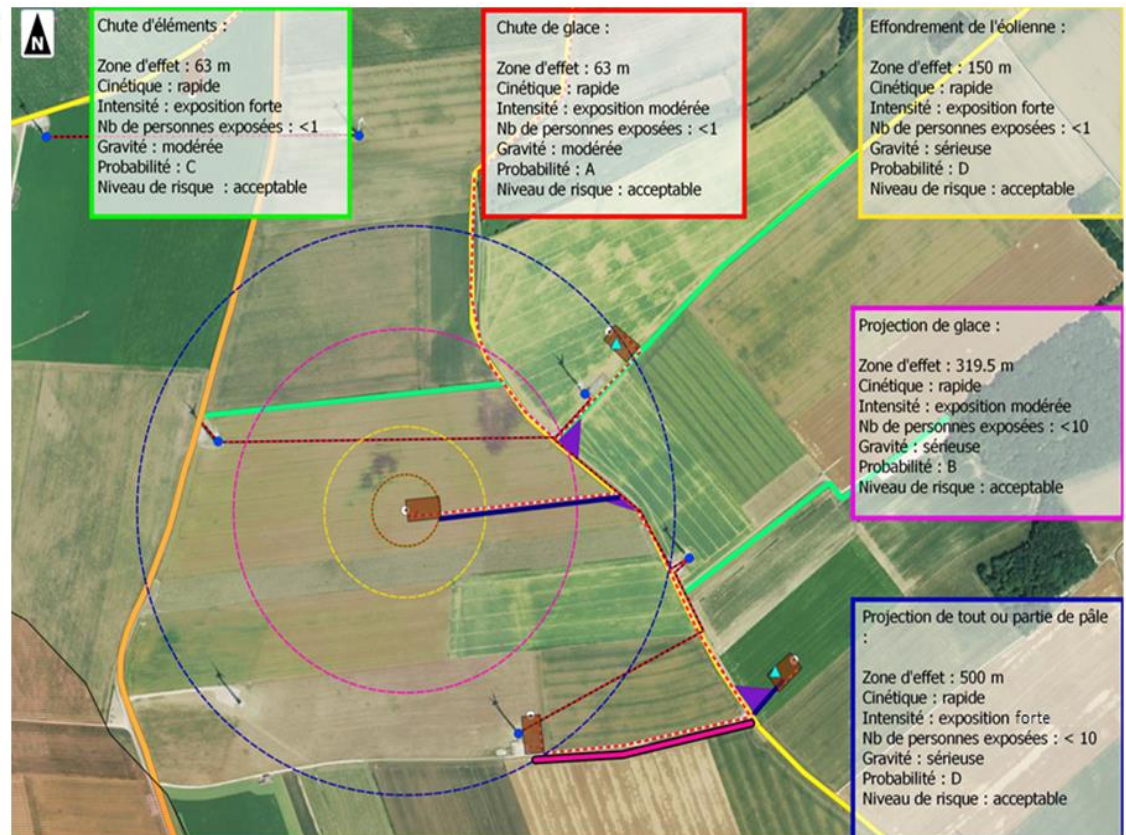 N
Chute d'éléments :
Zone d'effet : 63 m
Cinétique : rapide
Intensité : exposition forte
Nb de personnes exposées : <1
Gravité : modérée
Probabilité : C
Niveau de risque : acceptable
Chute de glace :
Zone d'effet : 63 m
Cinétique : rapide
Intensité : exposition modérée
Nb de personnes exposées : <1
Gravité : modérée
Probabilité : A
Niveau de risque : acceptable
Effondrement de l'éolienne :
Zone d'effet : 150 m
Cinétique : rapide
Intensité : exposition forte
Nb de personnes exposées : <1
Gravité : sérieuse
Probabilité : D
Niveau de risque : acceptable
Projection de glace :
Zone d'effet : 319.5 m
Cinétique : rapide
Intensité : exposition modérée
Nb de personnes exposées : <10
Gravité : sérieuse
Probabilité : B
Niveau de risque : acceptable
Projection de tout ou partie de pâle
:
Zone d'effet : 500 m
Cinétique : rapide
Intensité : exposition forte
Nb de personnes exposées : < 10
Gravité : sérieuse
Probabilité : D
Niveau de risque : acceptable